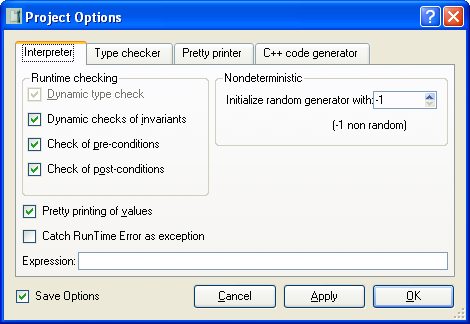 Project Options
Interpreter Type checker Pretty printer C++ code generator
Runtime checking
Dynamic type check
Dynamic checks of invariants
Check of pre-conditions
Check of post-conditions
Nondeterministic
Initialize random generator with: -1
(-1 non random)
Pretty printing of values
Catch RunTime Error as exception
Expression:
Save Options Cancel Apply OK